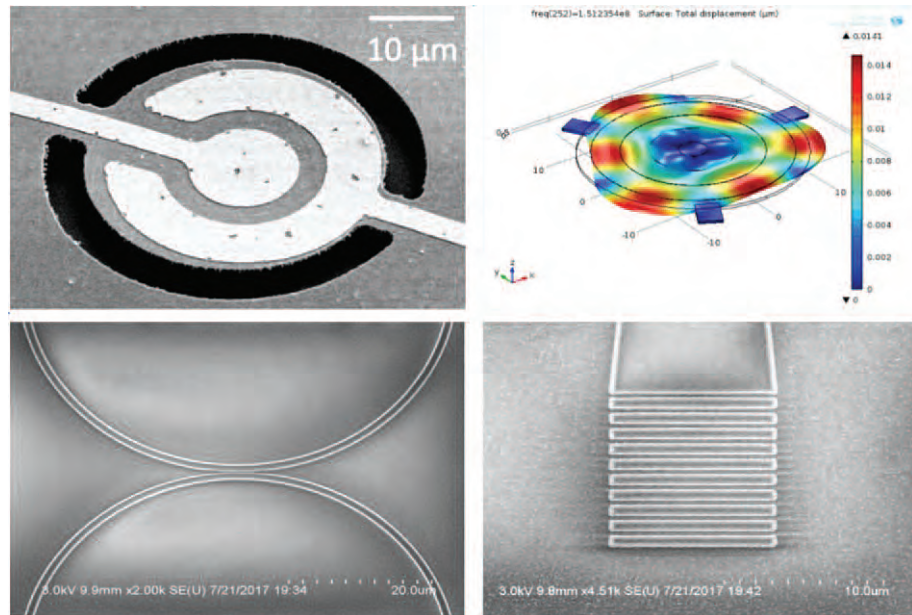 10 µm
freq(252)=1.512354e8 Surface: Total displacement (µm)
▲ 0.0141
0.014
0.012
0.01
0.008
0.006
0.004
0.002
0
▼ 0
10
0
-10
-10
0
10
z
y
x
3.0kV 9.9mm x2.00k SE(U) 7/21/2017 19:34 20.0um
3.0kV 9.8mm x4.51k SE(U) 7/21/2017 19:42 10.0um